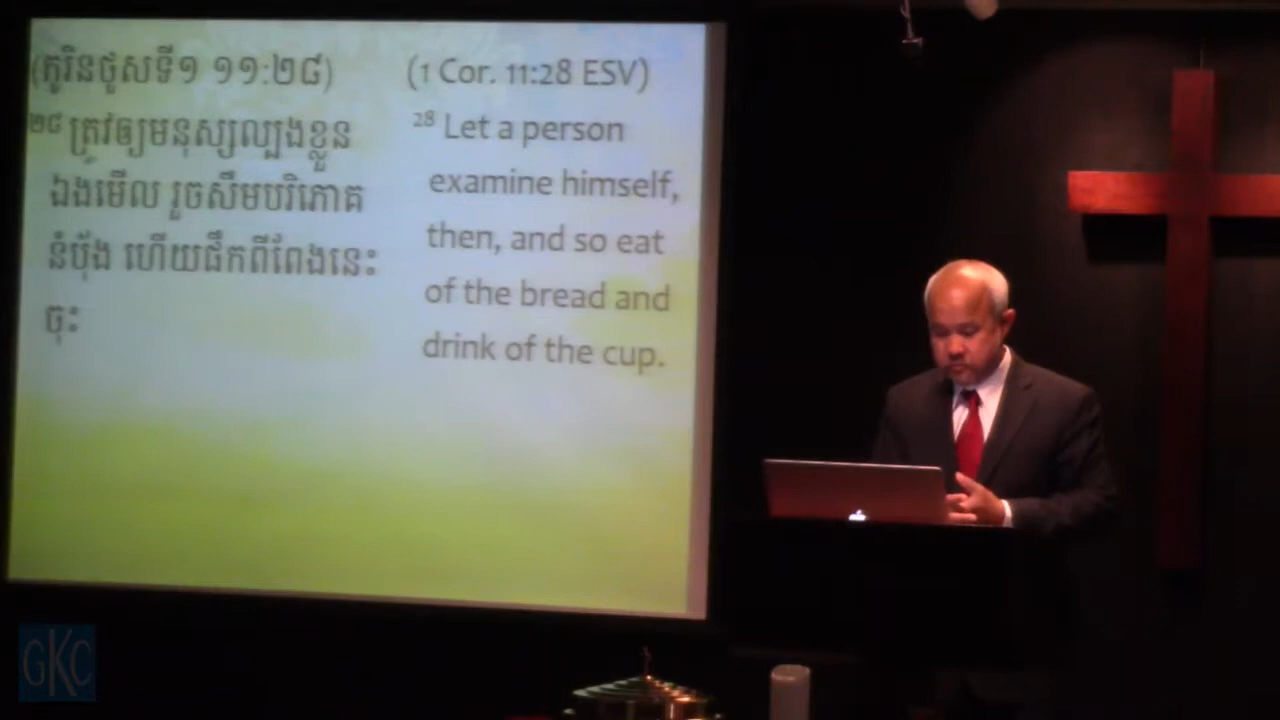 (កូរិនថូសទី១ ១១:២៨)
២៨ ត្រូវឲ្យមនុស្សល្បងខ្លួន
ឯងមើល រួចសឹមបរិភោគ
នំបុ័ង ហើយផឹកពីពែងនេះ
ចុះ
(1 Cor. 11:28 ESV)
28 Let a person
examine himself,
then, and so eat
of the bread and
drink of the cup.
GKC